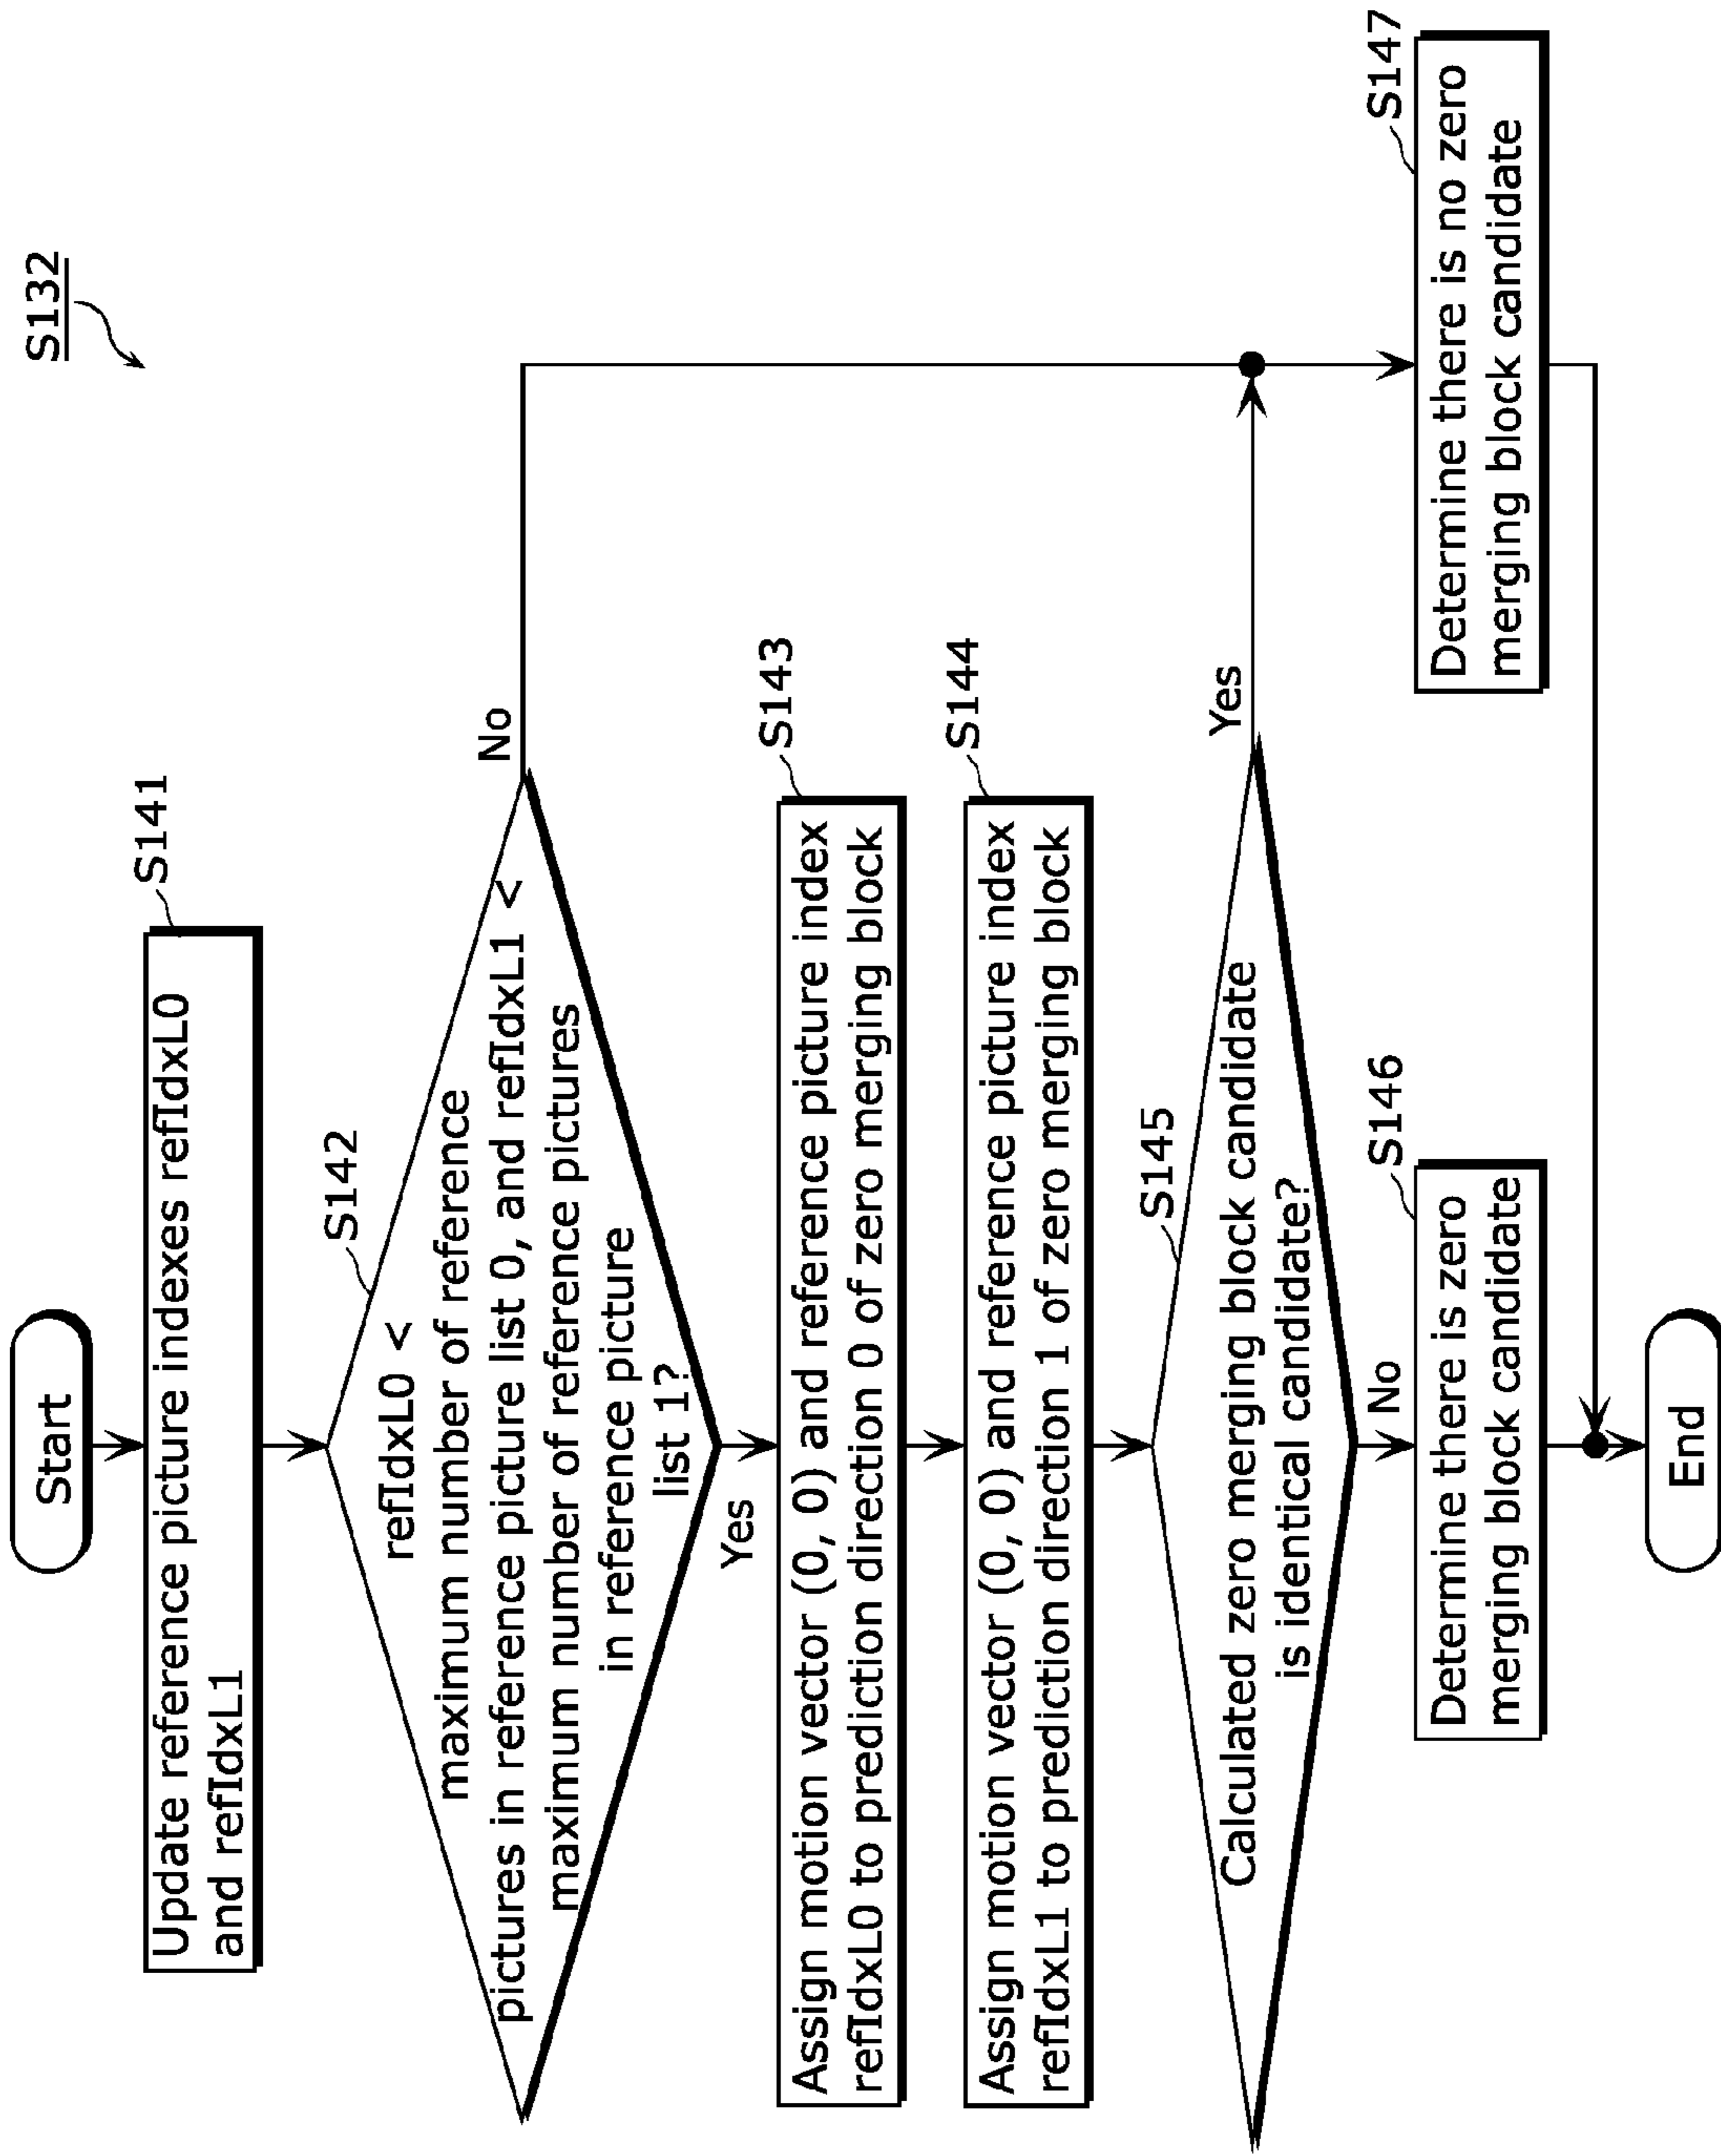 S132
Start
S141
Update reference picture indexes refIdxL0
and refIdxL1
S142
refIdxL0 <
maximum number of reference
pictures in reference picture list 0, and refIdxL1 <
maximum number of reference pictures
in reference picture
list 1?
No
Yes
S143
Assign motion vector (0, 0) and reference picture index
refIdxL0 to prediction direction 0 of zero merging block
S144
Assign motion vector (0, 0) and reference picture index
refIdxL1 to prediction direction 1 of zero merging block
S145
Calculated zero merging block candidate
is identical candidate?
Yes
No
S146
Determine there is zero
merging block candidate
S147
Determine there is no zero
merging block candidate
End